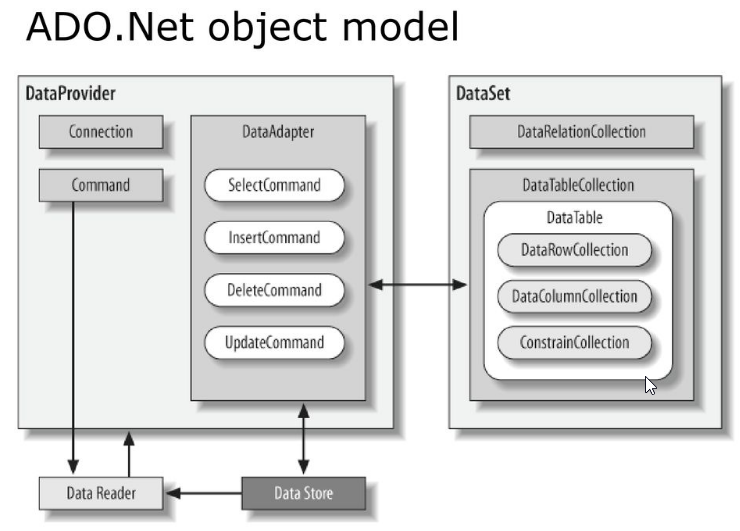 ADO.Net object model
DataProvider
Connection
Command
DataAdapter
SelectCommand
InsertCommand
DeleteCommand
UpdateCommand
DataSet
DataRelationCollection
DataTableCollection
DataTable
DataRowCollection
DataColumnCollection
ConstrainCollection
Data Reader
Data Store